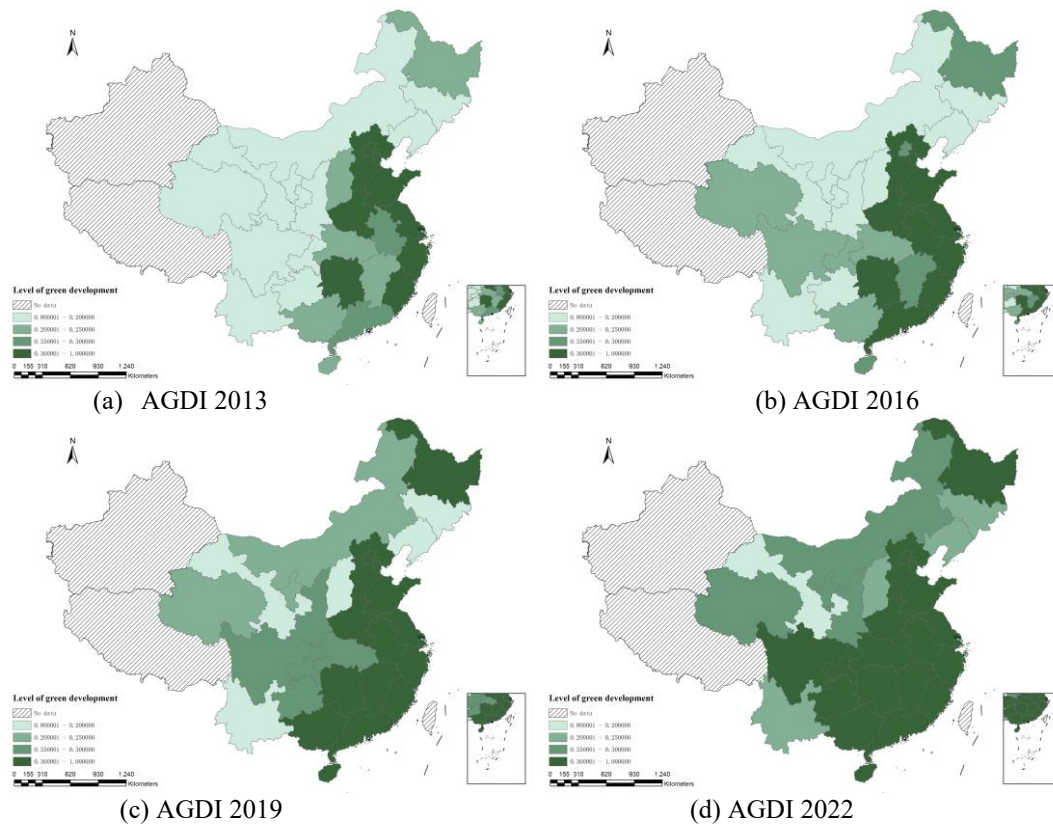 N
Level of green development
No data
0.000001 - 0.200000
0.200001 - 0.250000
0.250001 - 0.300000
0.300001 - 1.000000
0 155 310 620 930 1,240
Kilometers
(a) AGDI 2013
N
Level of green development
No data
0.000001 - 0.200000
0.200001 - 0.250000
0.250001 - 0.300000
0.300001 - 1.000000
0 155 310 620 930 1,240
Kilometers
(b) AGDI 2016
N
Level of green development
No data
0.000001 - 0.200000
0.200001 - 0.250000
0.250001 - 0.300000
0.300001 - 1.000000
0 155 310 620 930 1,240
Kilometers
(c) AGDI 2019
N
Level of green development
No data
0.000001 - 0.200000
0.200001 - 0.250000
0.250001 - 0.300000
0.300001 - 1.000000
0 155 310 620 930 1,240
Kilometers
(d) AGDI 2022